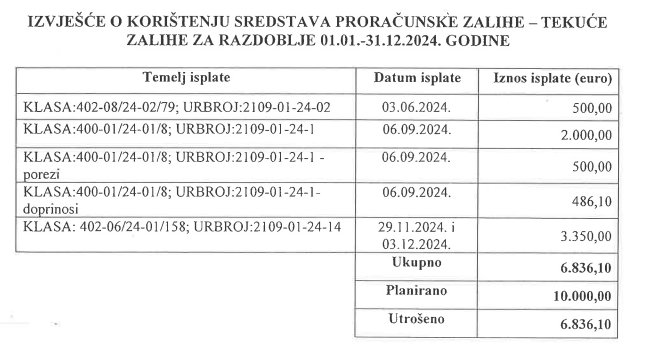 IZVJEŠĆE O KORIŠTENJU SREDSTAVA PRORAČUNSKE ZALIHE – TEKUĆE
ZALIHE ZA RAZDOBLJE 01.01.-31.12.2024. GODINE
Temelj isplate Datum isplate Iznos isplate (euro)
KLASA:402-08/24-02/79; URBROJ:2109-01-24-02 03.06.2024. 500,00
KLASA:400-01/24-01/8; URBROJ:2109-01-24-1 06.09.2024. 2.000,00
KLASA:400-01/24-01/8; URBROJ:2109-01-24-1 - 06.09.2024. 500,00
porezi
KLASA:400-01/24-01/8; URBROJ:2109-01-24-1- 06.09.2024. 486,10
doprinosi
KLASA: 402-06/24-01/158; URBROJ:2109-01-24-14 29.11.2024. i 3.350,00
03.12.2024.
Ukupno 6.836,10
Planirano 10.000,00
Utrošeno 6.836,10